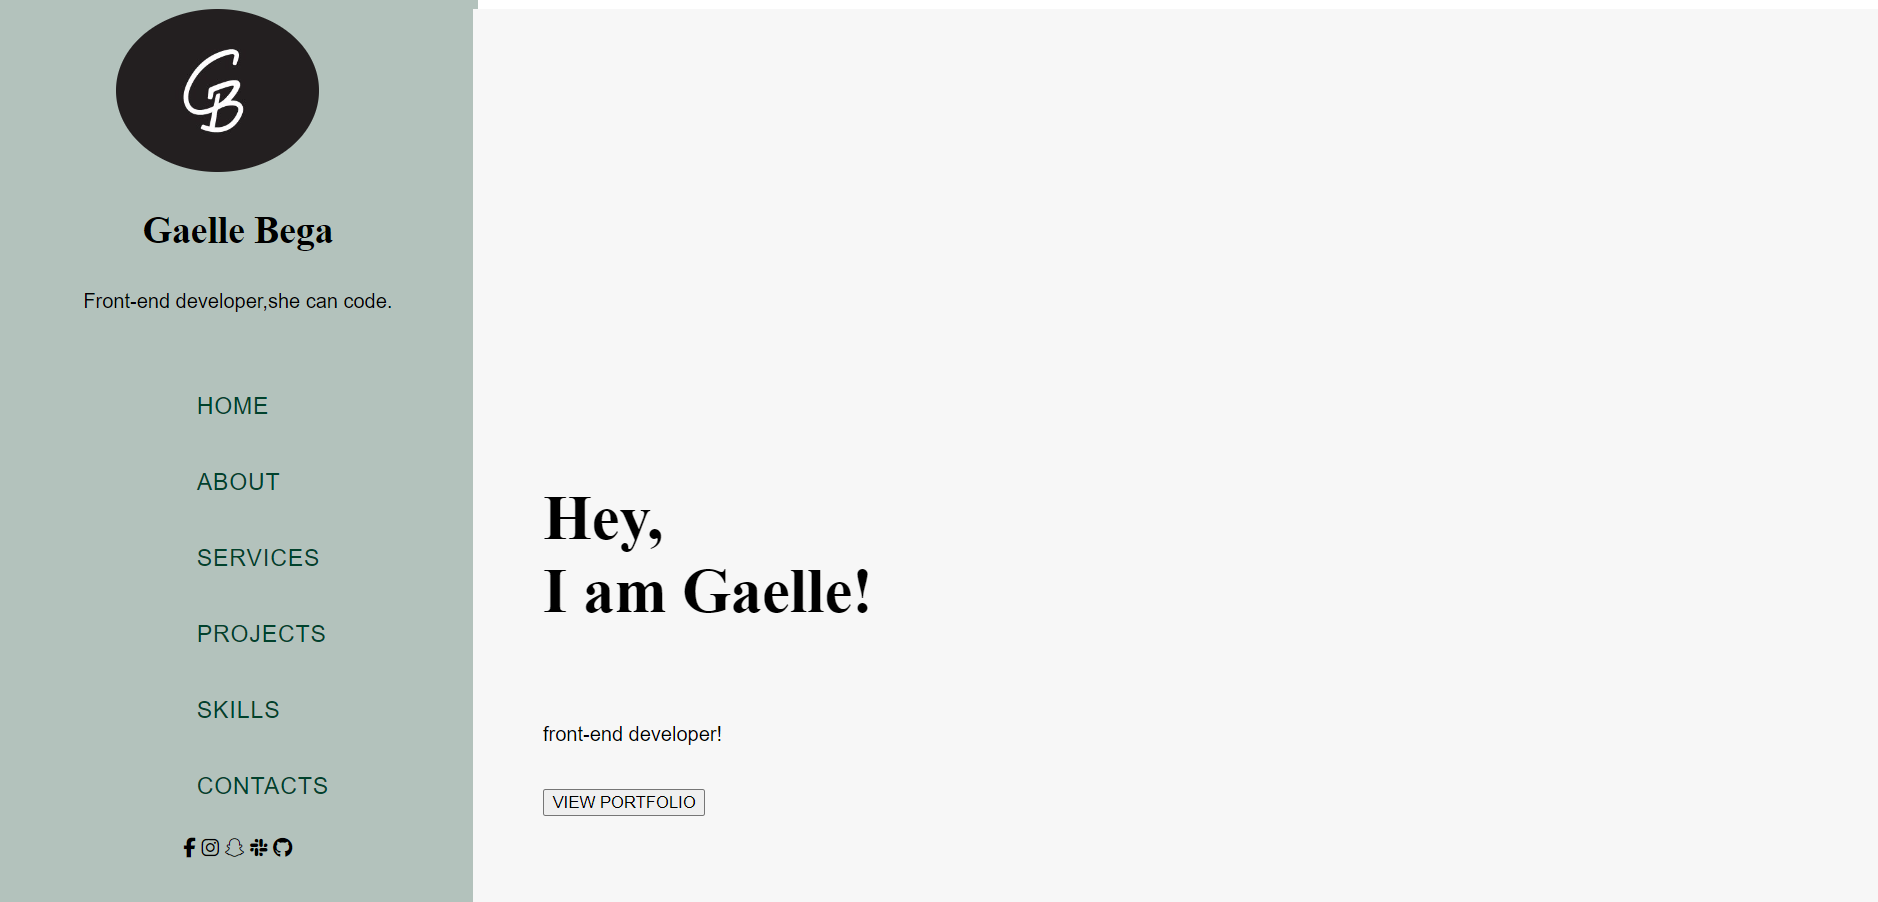 GB
Gaelle Bega
Front-end developer,she can code.
HOME
ABOUT
SERVICES
PROJECTS
SKILLS
CONTACTS
Hey,
I am Gaelle!
front-end developer!
VIEW PORTFOLIO